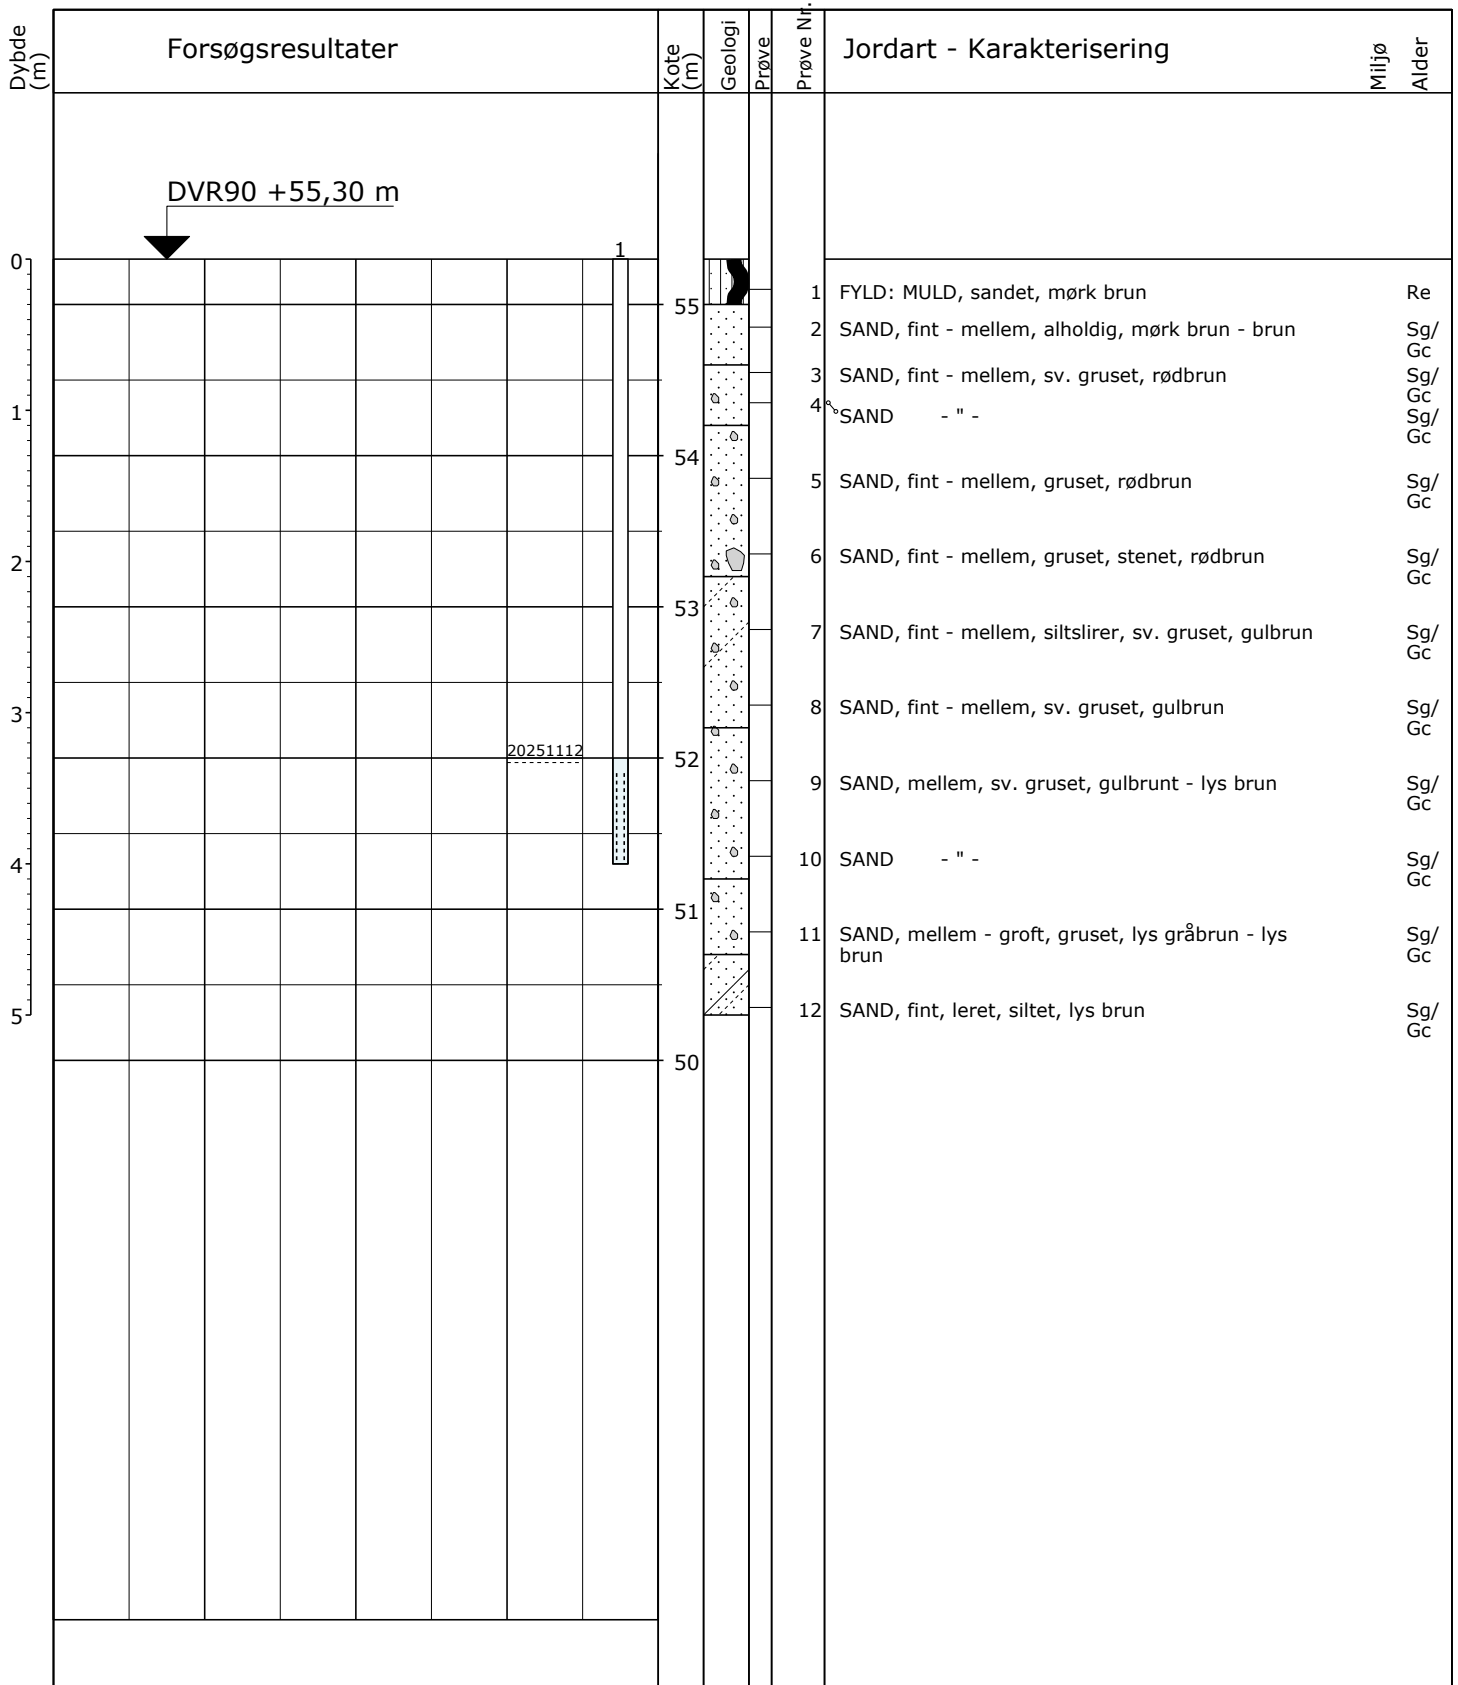 Dybde
(m)
Forsøgsresultater
Kote
(m)
Geologi
Prøve
Prøve Nr.
Jordart - Karakterisering
Miljø
Alder
DVR90 +55,30 m
1
0
1
2
3
4
5
55
54
53
52
51
50
20251112
1 FYLD: MULD, sandet, mørk brun Re
2 SAND, fint - mellem, alholdig, mørk brun - brun Sg/
Gc
3 SAND, fint - mellem, sv. gruset, rødbrun Sg/
Gc
4 SAND - " - Sg/
Gc
5 SAND, fint - mellem, gruset, rødbrun Sg/
Gc
6 SAND, fint - mellem, gruset, stenet, rødbrun Sg/
Gc
7 SAND, fint - mellem, siltslirer, sv. gruset, gulbrun Sg/
Gc
8 SAND, fint - mellem, sv. gruset, gulbrun Sg/
Gc
9 SAND, mellem, sv. gruset, gulbrunt - lys brun Sg/
Gc
10 SAND - " - Sg/
Gc
11 SAND, mellem - groft, gruset, lys gråbrun - lys Sg/
brun Gc
12 SAND, fint, leret, siltet, lys brun Sg/
Gc